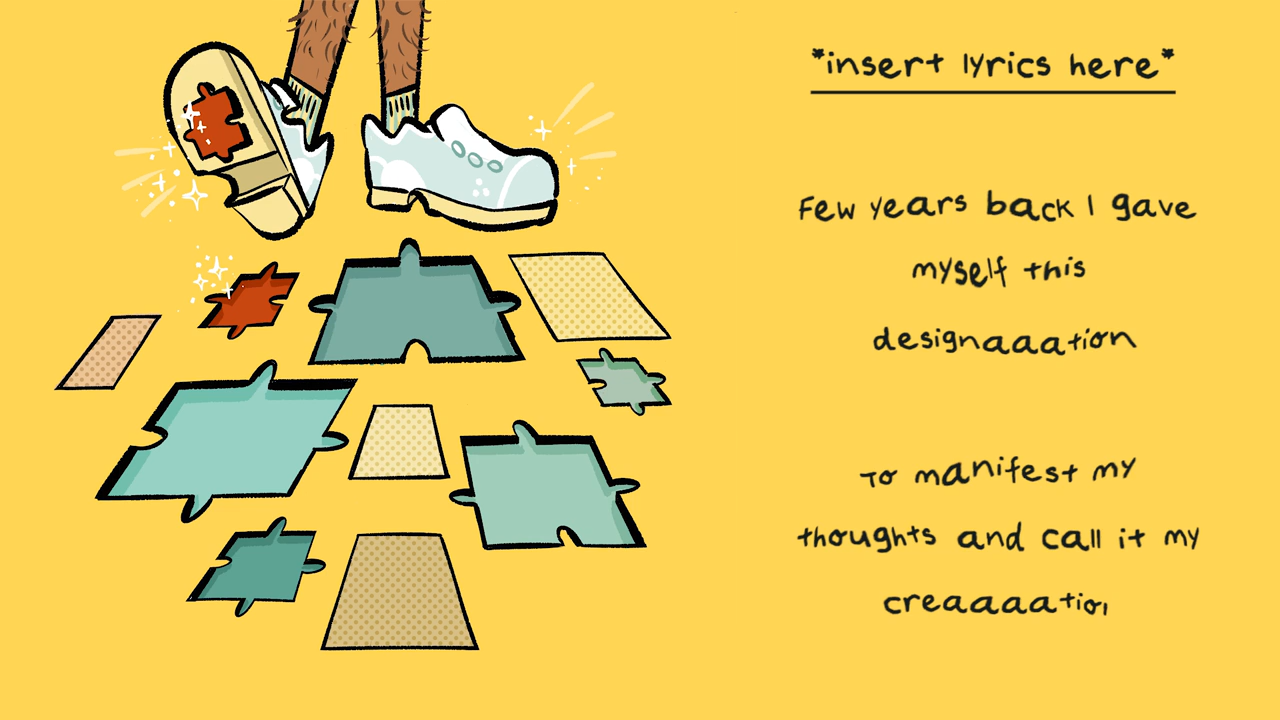 *insert lyrics here*
Few years back I gave
myself this
designaaation
To manifest my
thoughts and call it my
creaaaation